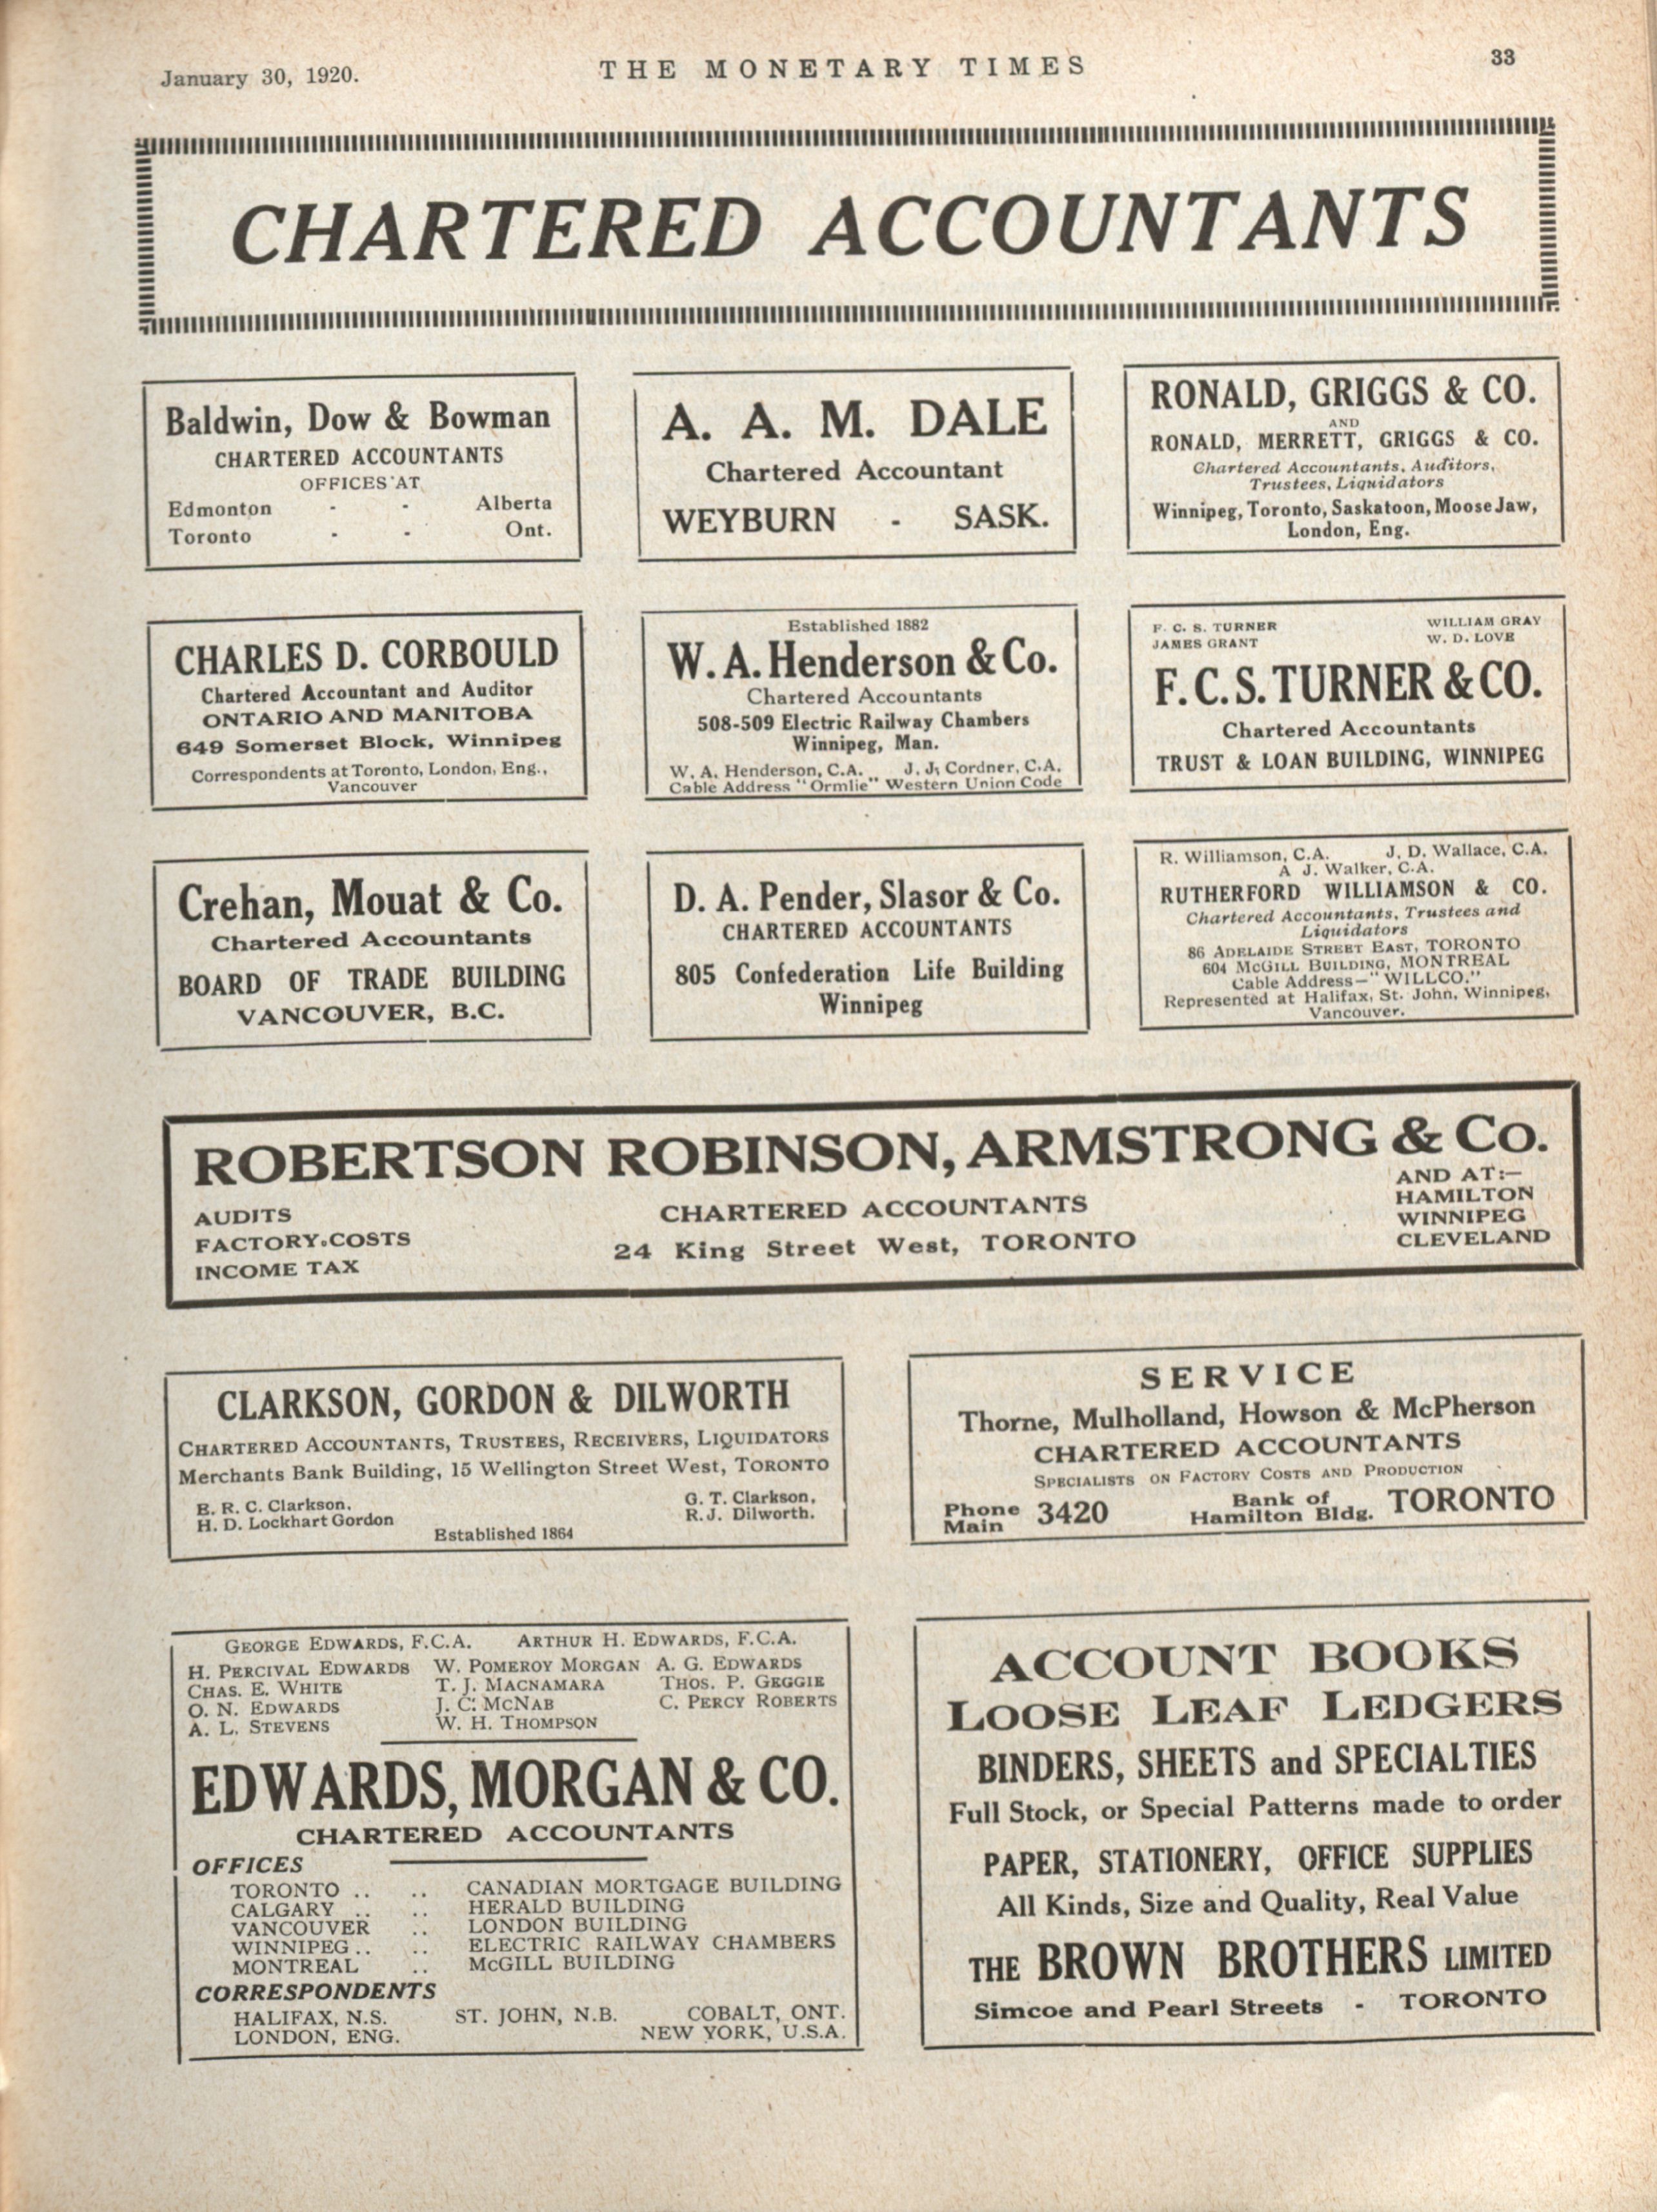 January 30, 1920.
THE MONETARY TIMES
33
CHARTERED ACCOUNTANTS
Baldwin, Dow & Bowman
CHARTERED ACCOUNTANTS
OFFICES AT
Edmonton - - Alberta
Toronto - - Ont.
A. A. M. DALE
Chartered Accountant
WEYBURN - SASK.
RONALD, GRIGGS & CO.
AND
RONALD, MERRETT, GRIGGS & CO.
Chartered Accountants, Auditors,
Trustees, Liquidators
Winnipeg, Toronto, Saskatoon, Moose Jaw,
London, Eng.
CHARLES D. CORBOULD
Chartered Accountant and Auditor
ONTARIO AND MANITOBA
649 Somerset Block, Winnipeg
Correspondents at Toronto, London, Eng.,
Vancouver
Established 1882
W. A. Henderson & Co.
Chartered Accountants
508-509 Electric Railway Chambers
Winnipeg, Man.
W. A. Henderson, C.A. J. J. Cordner, C.A.
Cable Address "Ormlie" Western Union Code
F. C. S. TURNER WILLIAM GRAY
JAMES GRANT W. D. LOVE
F. C. S. TURNER & CO.
Chartered Accountants
TRUST & LOAN BUILDING, WINNIPEG
Crehan, Mouat & Co.
Chartered Accountants
BOARD OF TRADE BUILDING
VANCOUVER, B.C.
D. A. Pender, Slasor & Co.
CHARTERED ACCOUNTANTS
805 Confederation Life Building
Winnipeg
R. Williamson, C.A. J. D. Wallace, C.A.
A J. Walker, C.A.
RUTHERFORD WILLIAMSON & CO.
Chartered Accountants, Trustees and
Liquidators
86 ADELAIDE STREET EAST, TORONTO
604 MCGILL BUILDING, MONTREAL
Cable Address—"WILLCO."
Represented at Halifax, St. John, Winnipeg,
Vancouver.
ROBERTSON ROBINSON, ARMSTRONG & CO.
AUDITS
FACTORY COSTS
INCOME TAX
CHARTERED ACCOUNTANTS
24 King Street West, TORONTO
AND AT:—
HAMILTON
WINNIPEG
CLEVELAND
CLARKSON, GORDON & DILWORTH
CHARTERED ACCOUNTANTS, TRUSTEES, RECEIVERS, LIQUIDATORS
Merchants Bank Building, 15 Wellington Street West, TORONTO
E. R. C. Clarkson. G. T. Clarkson,
H. D. Lockhart Gordon R. J. Dilworth.
Established 1864
SERVICE
Thorne, Mulholland, Howson & McPherson
CHARTERED ACCOUNTANTS
SPECIALISTS ON FACTORY COSTS AND PRODUCTION
Phone Main 3420 Bank of Hamilton Bldg. TORONTO
GEORGE EDWARDS, F.C.A. ARTHUR H. EDWARDS, F.C.A.
H. PERCIVAL EDWARDS W. POMEROY MORGAN A. G. EDWARDS
CHAS. E. WHITE T. J. MACNAMARA THOS. P. GEGGIE
O. N. EDWARDS J. C. MCNAB C. PERCY ROBERTS
A. L. STEVENS W. H. THOMPSON
EDWARDS, MORGAN & CO.
CHARTERED ACCOUNTANTS
OFFICES
TORONTO .. .. CANADIAN MORTGAGE BUILDING
CALGARY .. .. HERALD BUILDING
VANCOUVER .. LONDON BUILDING
WINNIPEG .. .. ELECTRIC RAILWAY CHAMBERS
MONTREAL .. McGILL BUILDING
CORRESPONDENTS
HALIFAX, N.S. ST. JOHN, N.B. COBALT, ONT.
LONDON, ENG. NEW YORK, U.S.A.
ACCOUNT BOOKS
LOOSE LEAF LEDGERS
BINDERS, SHEETS and SPECIALTIES
Full Stock, or Special Patterns made to order
PAPER, STATIONERY, OFFICE SUPPLIES
All Kinds, Size and Quality, Real Value
THE BROWN BROTHERS LIMITED
Simcoe and Pearl Streets - TORONTO